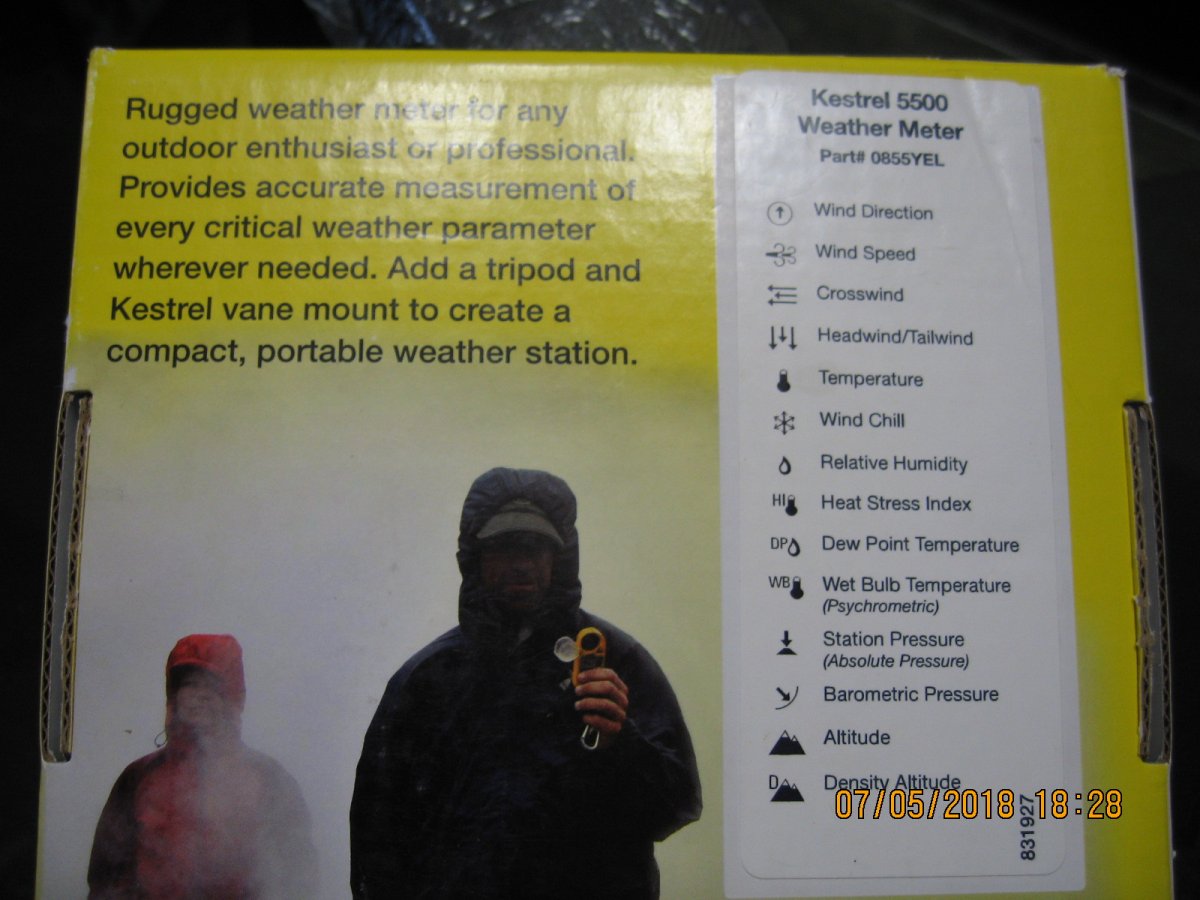 Rugged weather meter for any
outdoor enthusiast or professional.
Provides accurate measurement of
every critical weather parameter
wherever needed. Add a tripod and
Kestrel vane mount to create a
compact, portable weather station.
Kestrel 5500
Weather Meter
Part# 0855YEL
Wind Direction
Wind Speed
Crosswind
Headwind/Tailwind
Temperature
Wind Chill
Relative Humidity
HI Heat Stress Index
DP Dew Point Temperature
WB Wet Bulb Temperature
(Psychrometric)
Station Pressure
(Absolute Pressure)
Barometric Pressure
Altitude
D Density Altitude
07/05/2018 18:28
831927